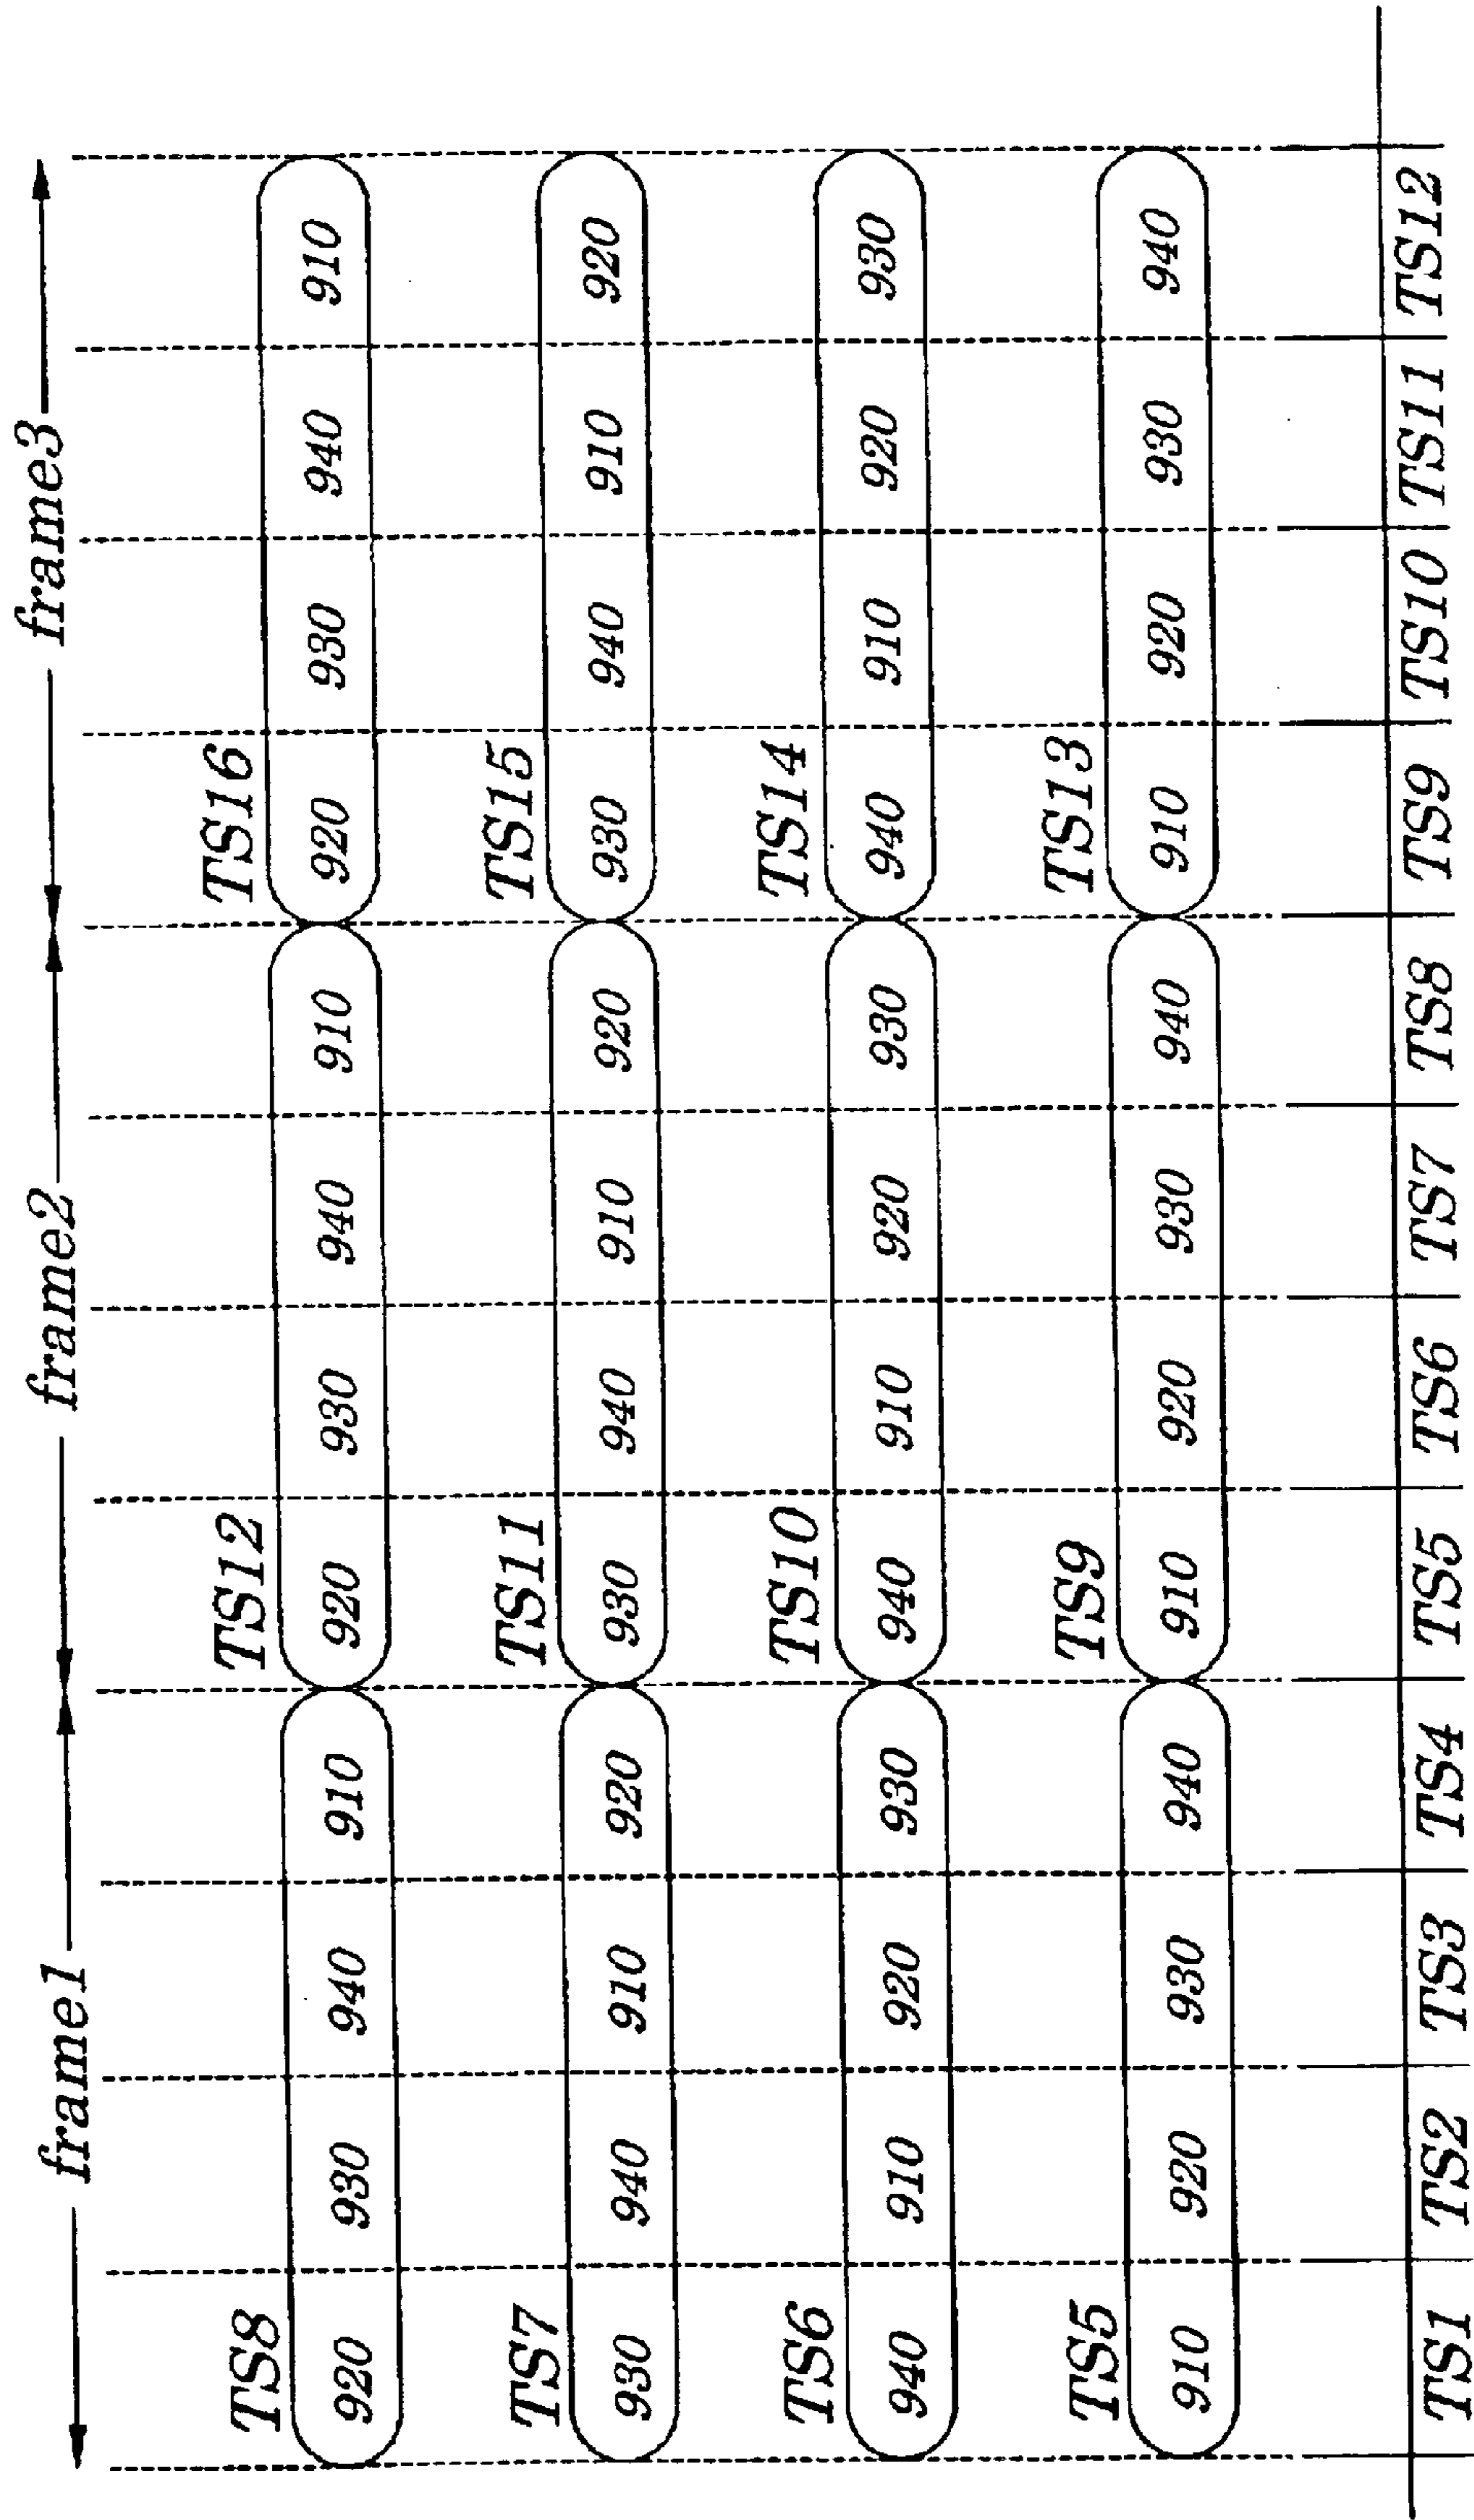 frame1 frame2 frame3
TS8 TS12 TS16
920 930 940 910 920 930 940 910 920 930 940 910
TS7 TS11 TS15
930 940 910 920 930 940 910 920 930 940 910 920
TS6 TS10 TS14
940 910 920 930 940 910 920 930 940 910 920 930
TS5 TS9 TS13
910 920 930 940 910 920 930 940 910 920 930 940
TS1 TS2 TS3 TS4 TS5 TS6 TS7 TS8 TS9 TS10 TS11 TS12